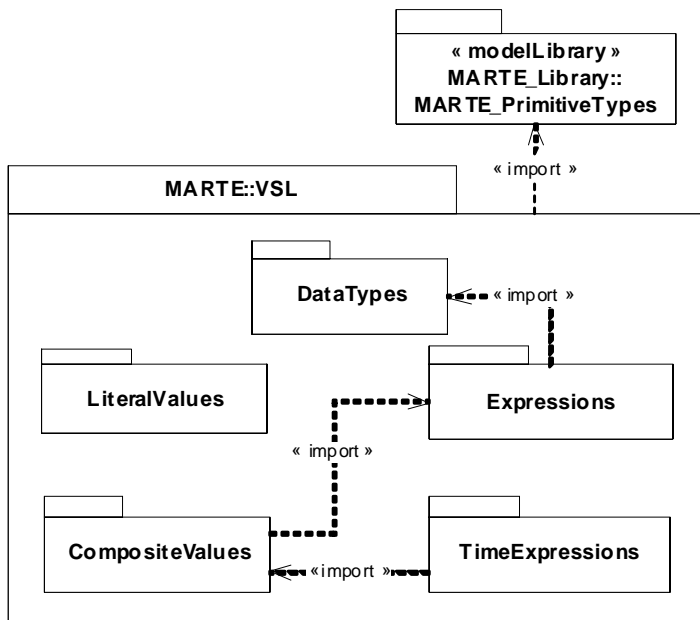 « modelLibrary »
MARTE_Library::
MARTE_PrimitiveTypes
« import »
MARTE::VSL
DataTypes
« import »
LiteralValues
Expressions
« import »
CompositeValues
« import »
TimeExpressions